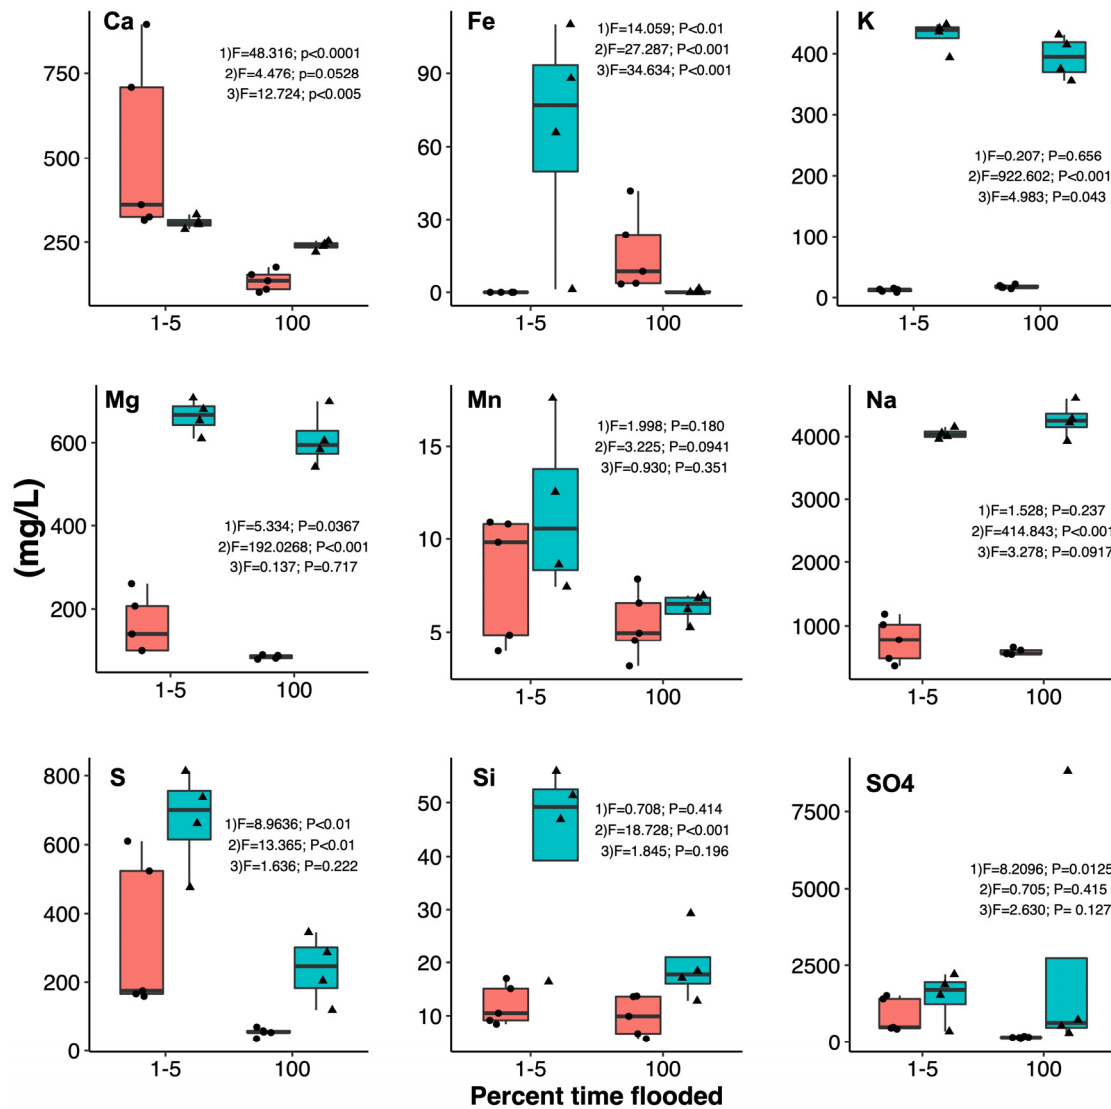 Ca
1)F=48.316; p<0.0001
2)F=4.476; p=0.0528
3)F=12.724; p<0.005
750
500
250
1-5
100
Fe
1)F=14.059; P<0.01
2)F=27.287; P<0.001
3)F=34.634; P<0.001
90
60
30
0
1-5
100
K
1)F=0.207; P=0.656
2)F=922.602; P<0.001
3)F=4.983; P=0.043
400
300
200
100
0
1-5
100
(mg/L)
Mg
1)F=5.334; P=0.0367
2)F=192.0268; P<0.001
3)F=0.137; P=0.717
600
400
200
1-5
100
Mn
1)F=1.998; P=0.180
2)F=3.225; P=0.0941
3)F=0.930; P=0.351
15
10
5
1-5
100
Na
1)F=1.528; P=0.237
2)F=414.843; P<0.001
3)F=3.278; P=0.0917
4000
3000
2000
1000
1-5
100
S
1)F=8.9636; P<0.01
2)F=13.365; P<0.01
3)F=1.636; P=0.222
800
600
400
200
0
1-5
100
Si
1)F=0.708; P=0.414
2)F=18.728; P<0.001
3)F=1.845; P=0.196
50
40
30
20
10
1-5
100
SO4
1)F=8.2096; P=0.0125
2)F=0.705; P=0.415
3)F=2.630; P= 0.127
7500
5000
2500
0
1-5
100
Percent time flooded